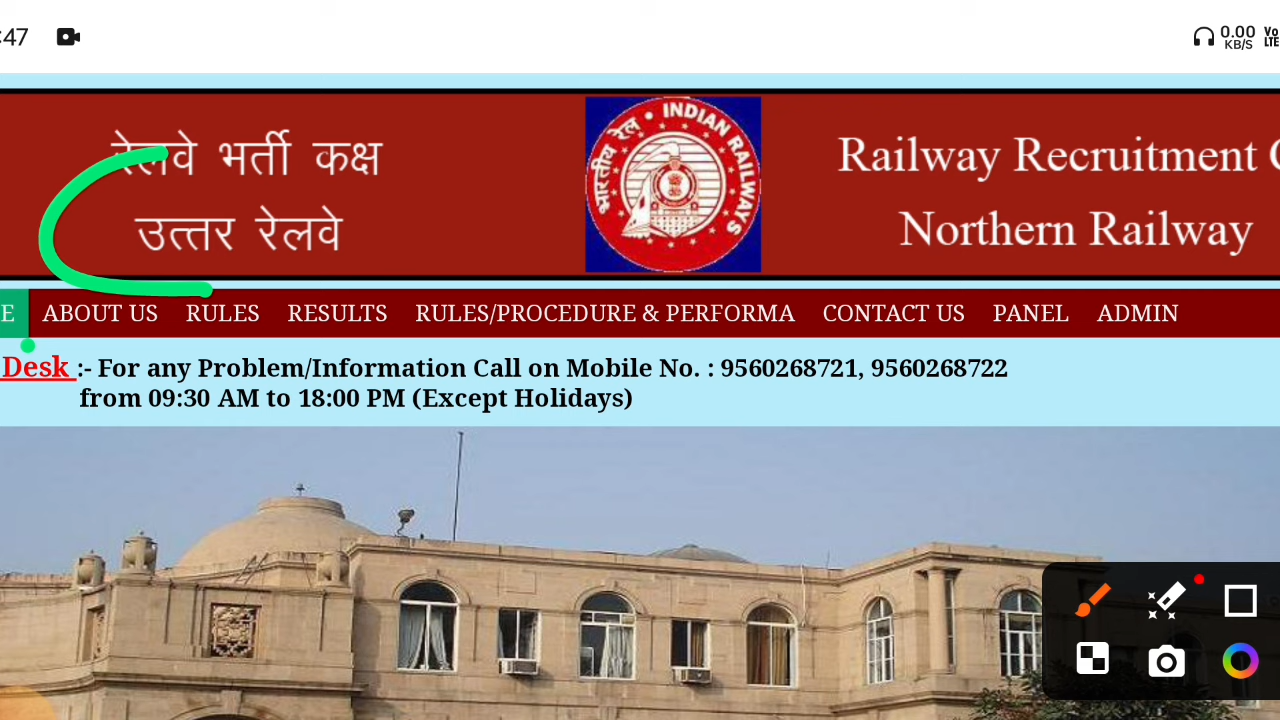 :47
0.00
KB/S
Vo
LTE
रेलवे भर्ती कक्ष
उत्तर रेलवे
भारतीय रेल • INDIAN RAILWAYS
Railway Recruitment C
Northern Railway
E ABOUT US RULES RESULTS RULES/PROCEDURE & PERFORMA CONTACT US PANEL ADMIN
Desk :- For any Problem/Information Call on Mobile No. : 9560268721, 9560268722
from 09:30 AM to 18:00 PM (Except Holidays)